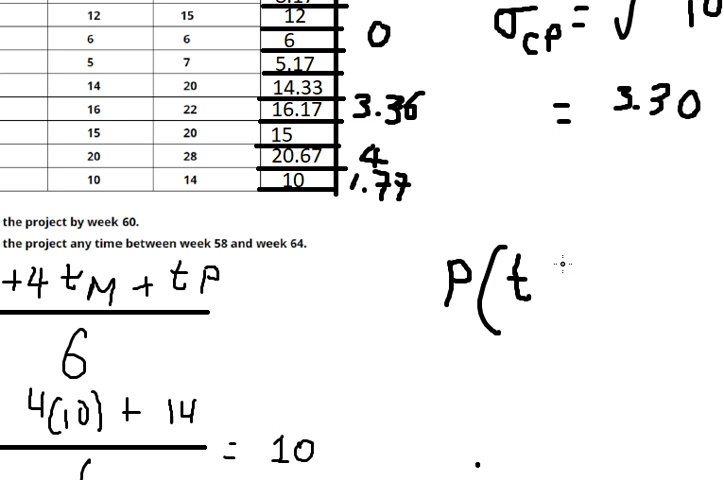 8.17
12 15 12
6 6 6 0
5 7 5.17
14 20 14.33
16 22 16.17 3.36
15 20 15
20 28 20.67 4
10 14 10 1.77
σCP = √ 10
= 3.30
the project by week 60.
the project any time between week 58 and week 64.
+4 tM + tP
6
4(10) + 14
= 10
P(t